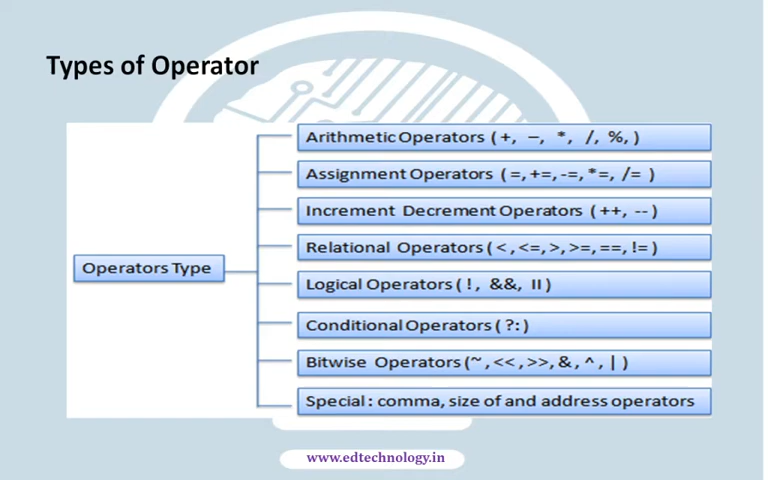 Types of Operator
Operators Type
Arithmetic Operators ( +, −, *, /, %, )
Assignment Operators ( =, +=, -=, *=, /= )
Increment Decrement Operators ( ++, -- )
Relational Operators ( < , <= , > , >= , == , != )
Logical Operators ( ! , &&, II )
Conditional Operators ( ?: )
Bitwise Operators (~ , << , >>, & , ^ , | )
Special : comma, size of and address operators
www.edtechnology.in